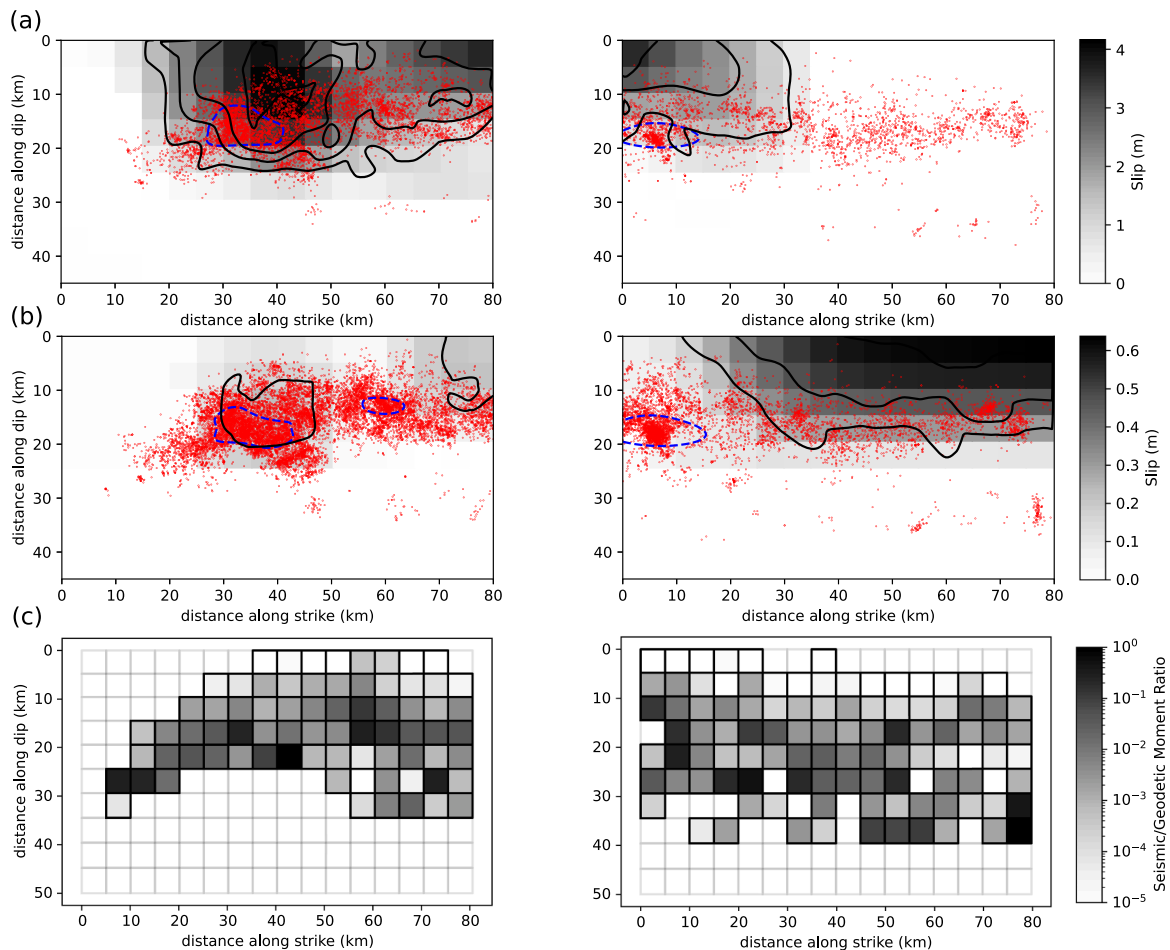 (a)
0
10
20
30
40
distance along dip (km)
0 10 20 30 40 50 60 70 80
distance along strike (km)
0
10
20
30
40
0 10 20 30 40 50 60 70 80
distance along strike (km)
4
3
2
1
0
Slip (m)
(b)
0
10
20
30
40
distance along dip (km)
0 10 20 30 40 50 60 70 80
distance along strike (km)
0
10
20
30
40
0 10 20 30 40 50 60 70 80
distance along strike (km)
0.6
0.5
0.4
0.3
0.2
0.1
0.0
Slip (m)
(c)
0
10
20
30
40
50
distance along dip (km)
0 10 20 30 40 50 60 70 80
distance along strike (km)
0
10
20
30
40
50
0 10 20 30 40 50 60 70 80
distance along strike (km)
10⁰
10⁻¹
10⁻²
10⁻³
10⁻⁴
10⁻⁵
Seismic/Geodetic Moment Ratio